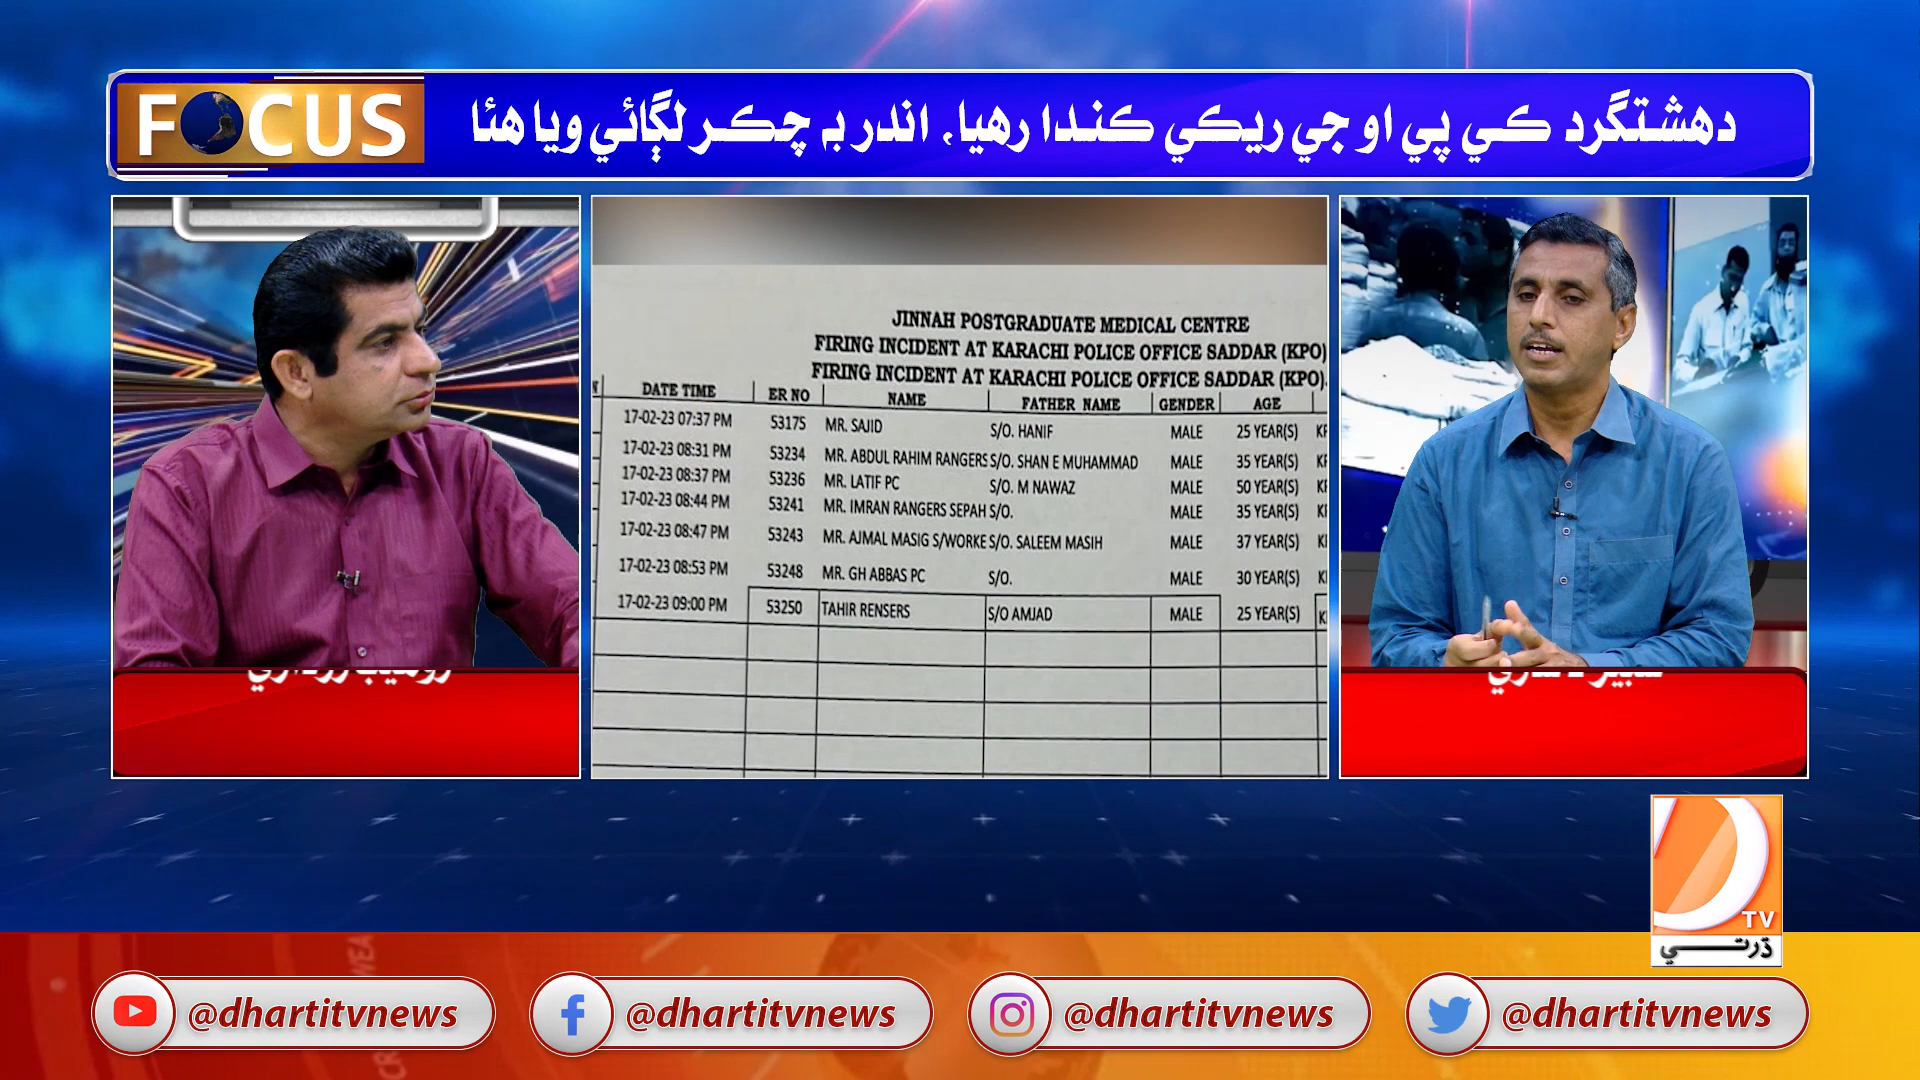 FOCUS
دهشتگرد ڪي پي او جي ريڪي ڪندا رهيا، اندر بہ چڪر لڳائي ويا هئا
JINNAH POSTGRADUATE MEDICAL CENTRE
FIRING INCIDENT AT KARACHI POLICE OFFICE SADDAR (KPO)
FIRING INCIDENT AT KARACHI POLICE OFFICE SADDAR (KPO).
DATE TIME ER NO NAME FATHER NAME GENDER AGE
17-02-23 07:37 PM 53175 MR. SAJID S/O. HANIF MALE 25 YEAR(S)
17-02-23 08:31 PM 53234 MR. ABDUL RAHIM RANGERS S/O. SHAN E MUHAMMAD MALE 35 YEAR(S)
17-02-23 08:37 PM 53236 MR. LATIF PC S/O. M NAWAZ MALE 50 YEAR(S)
17-02-23 08:44 PM 53241 MR. IMRAN RANGERS SEPAH S/O. MALE 35 YEAR(S)
17-02-23 08:47 PM 53243 MR. AJMAL MASIG S/WORKE S/O. SALEEM MASIH MALE 37 YEAR(S)
17-02-23 08:53 PM 53248 MR. GH ABBAS PC S/O. MALE 30 YEAR(S)
17-02-23 09:00 PM 53250 TAHIR RENSERS S/O AMJAD MALE 25 YEAR(S)
TV
ڌرتي
@dhartitvnews @dhartitvnews @dhartitvnews @dhartitvnews